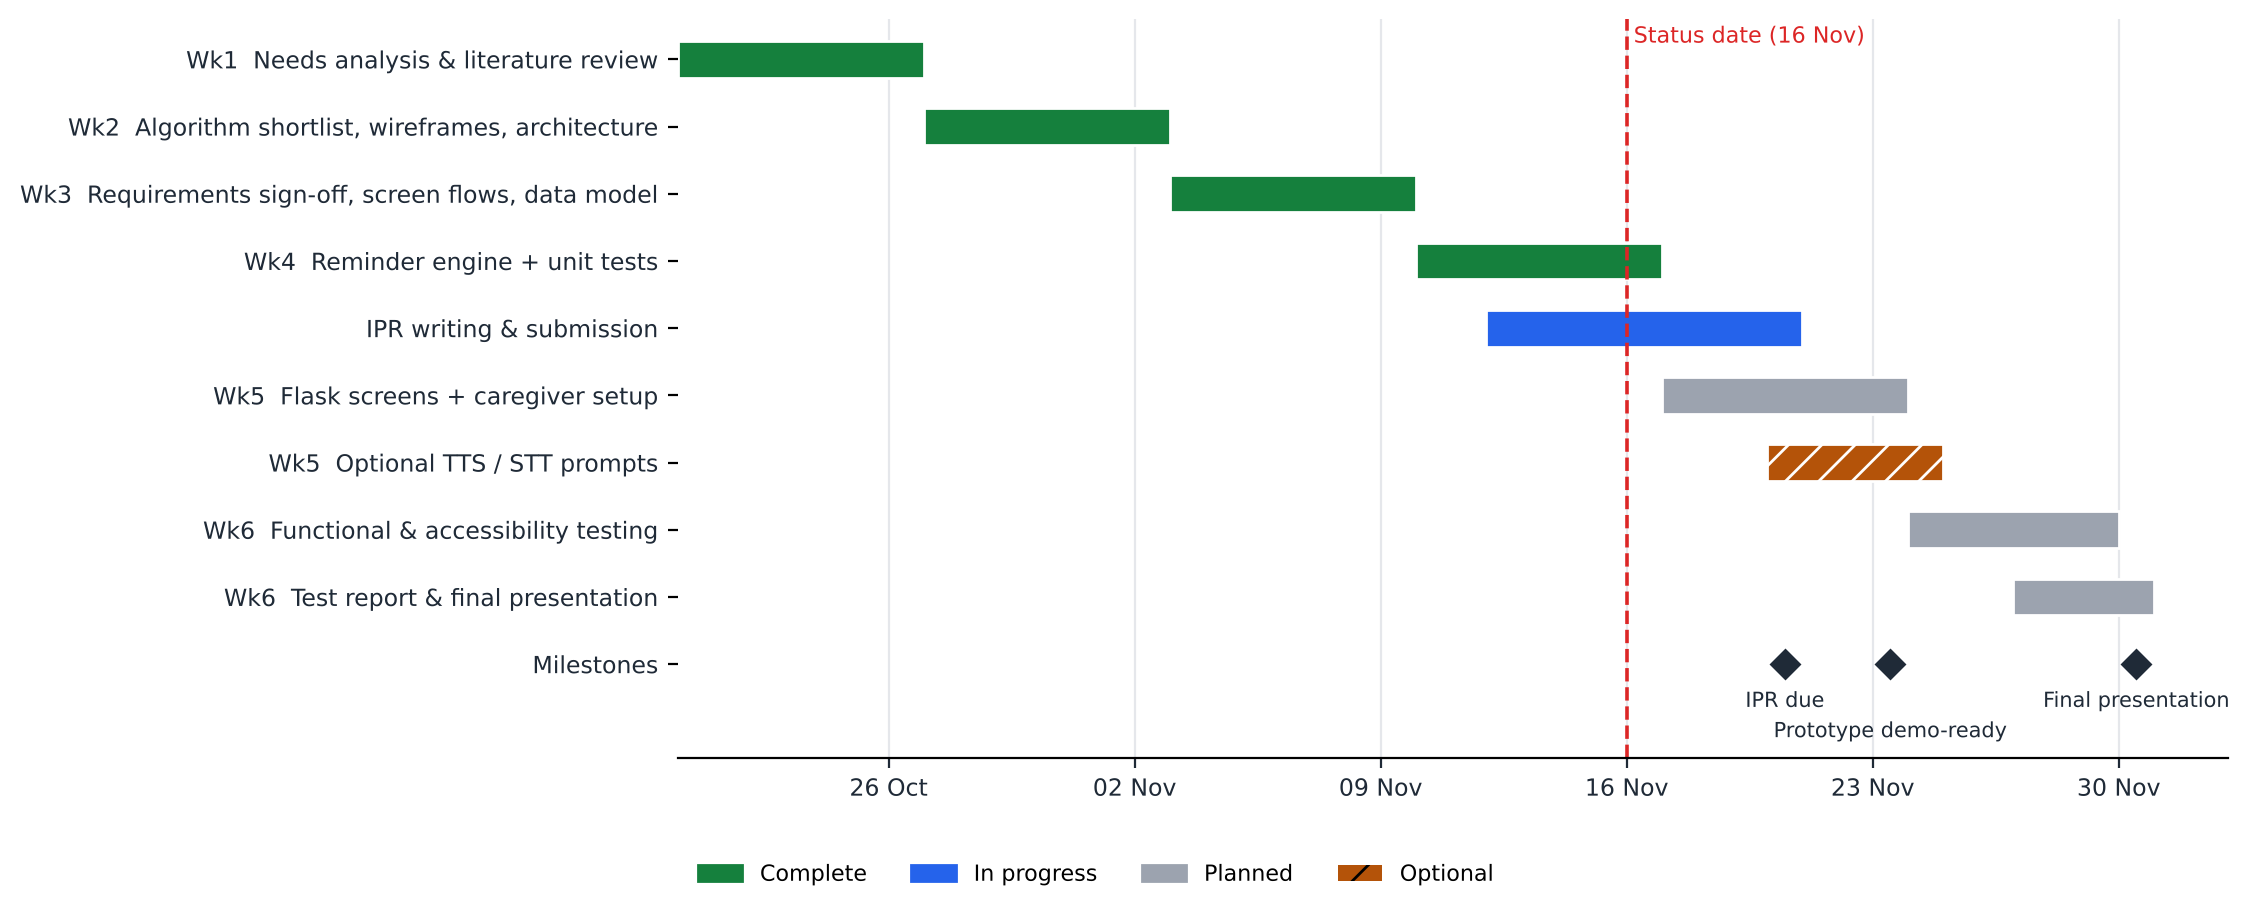 Status date (16 Nov)
Wk1  Needs analysis & literature review
Wk2  Algorithm shortlist, wireframes, architecture
Wk3  Requirements sign-off, screen flows, data model
Wk4  Reminder engine + unit tests
IPR writing & submission
Wk5  Flask screens + caregiver setup
Wk5  Optional TTS / STT prompts
Wk6  Functional & accessibility testing
Wk6  Test report & final presentation
Milestones
IPR due
Final presentation
Prototype demo-ready
26 Oct
02 Nov
09 Nov
16 Nov
23 Nov
30 Nov
Complete
In progress
Planned
Optional